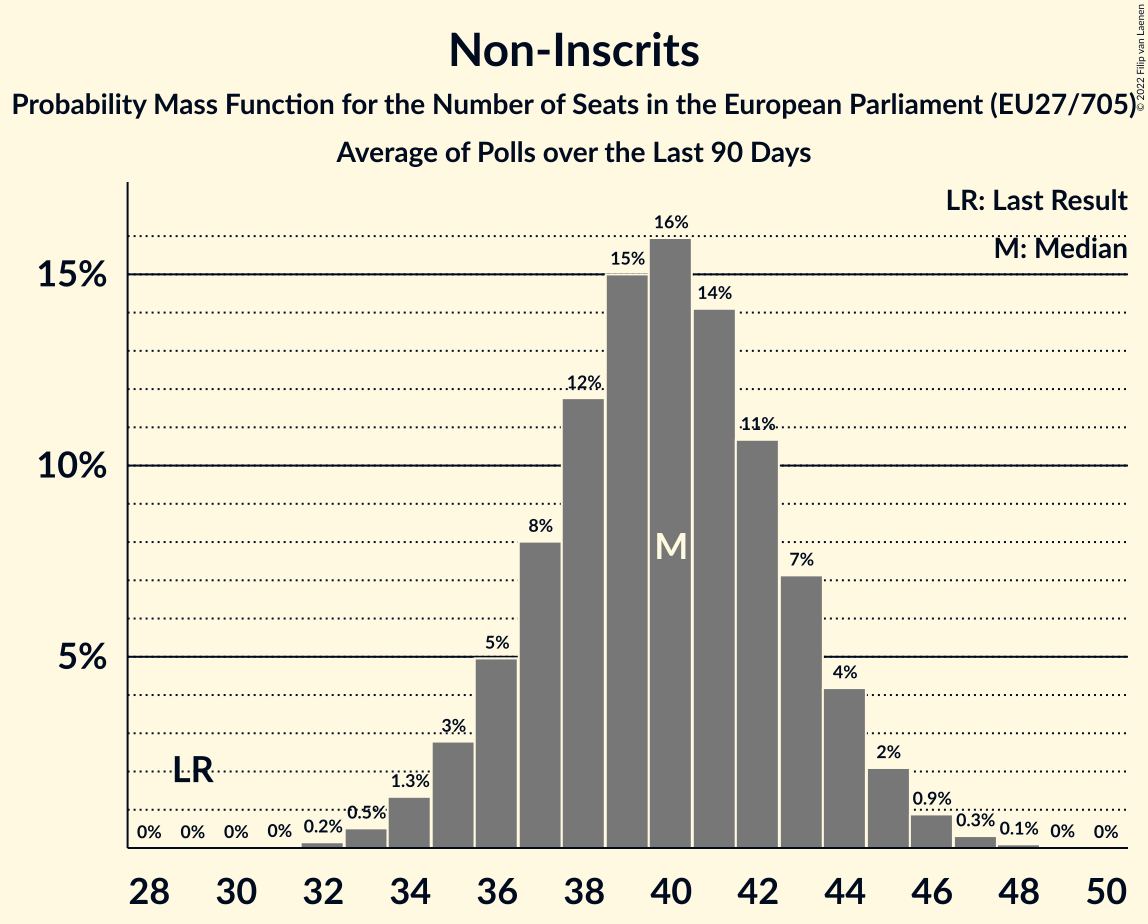 Non-Inscrits
Probability Mass Function for the Number of Seats in the European Parliament (EU27/705)
Average of Polls over the Last 90 Days
© 2022 Filip van Laenen
LR: Last Result
M: Median
15%
10%
5%
0%
0%
0%
0%
0.2%
0.5%
1.3%
3%
5%
8%
12%
15%
16%
14%
11%
7%
4%
2%
0.9%
0.3%
0.1%
0%
0%
LR
M
28 30 32 34 36 38 40 42 44 46 48 50